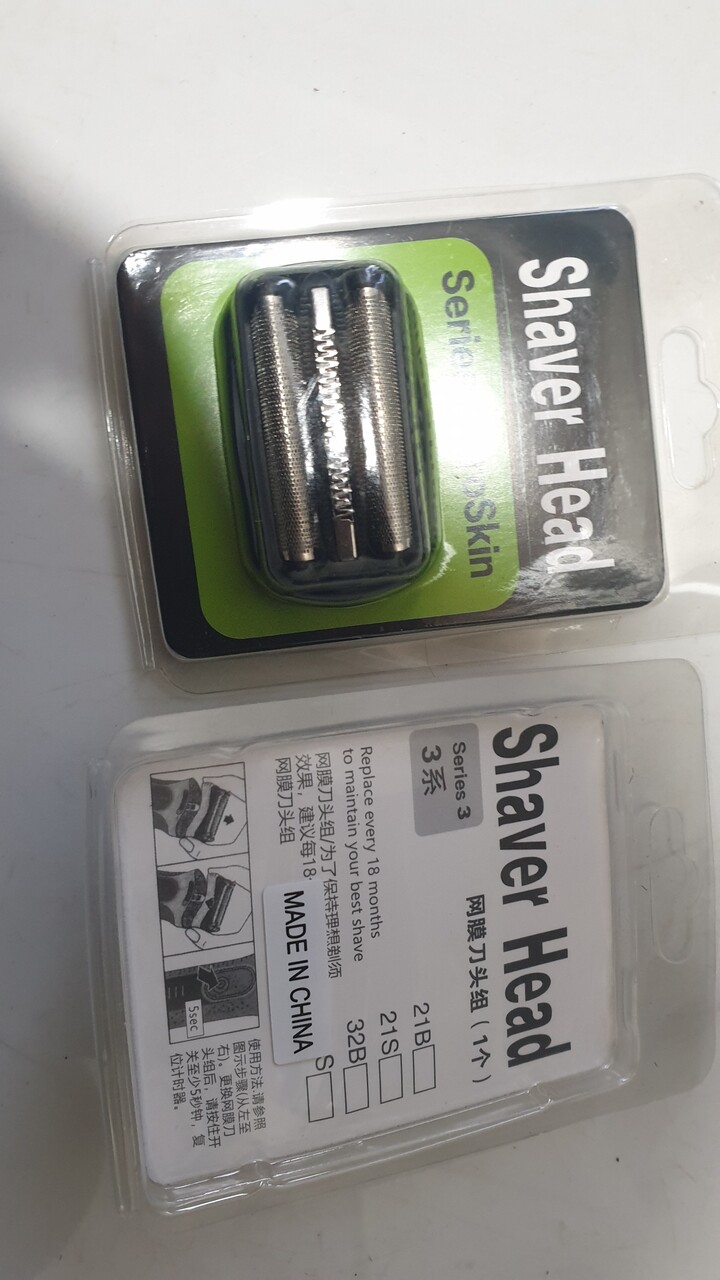 Shaver Head
Shaver Head
网膜刀头组（1个）
Series 3
3系
Replace every 18 months
to maintain your best shave
网膜刀头组/为了保持理想剃须
效果，建议每18
网膜刀头组
21B
21S
32B
S
MADE IN CHINA
5sec
使用方法:请参照
图示步骤(从左至
右)。更换网膜刀
头组后，请按住开
关至少5秒钟，复
位计时器。